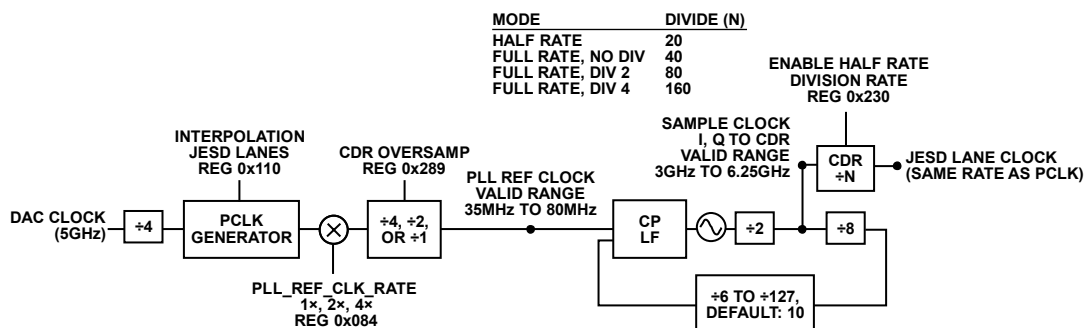 MODE DIVIDE (N)
HALF RATE 20
FULL RATE, NO DIV 40
FULL RATE, DIV 2 80
FULL RATE, DIV 4 160
ENABLE HALF RATE
DIVISION RATE
REG 0x230
INTERPOLATION
JESD LANES
REG 0x110
CDR OVERSAMP
REG 0x289
PLL REF CLOCK
VALID RANGE
35MHz TO 80MHz
SAMPLE CLOCK
I, Q TO CDR
VALID RANGE
3GHz TO 6.25GHz
CDR
÷N
JESD LANE CLOCK
(SAME RATE AS PCLK)
DAC CLOCK
(5GHz)
÷4
PCLK
GENERATOR
÷4, ÷2,
OR ÷1
CP
LF
÷2
÷8
PLL_REF_CLK_RATE
1×, 2×, 4×
REG 0x084
÷6 TO ÷127,
DEFAULT: 10